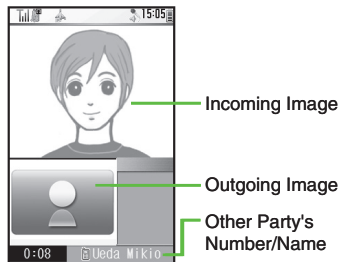 15:05
Incoming Image
Outgoing Image
Other Party's
Number/Name
0:08 Ueda Mikio